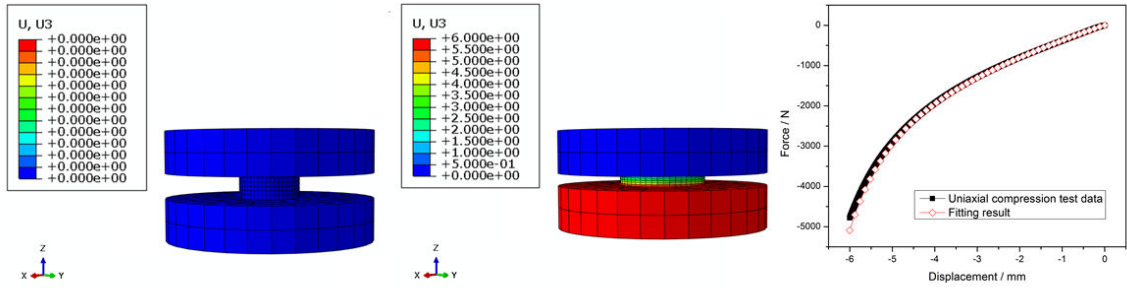 U, U3
+0.000e+00
+0.000e+00
+0.000e+00
+0.000e+00
+0.000e+00
+0.000e+00
+0.000e+00
+0.000e+00
+0.000e+00
+0.000e+00
+0.000e+00
+0.000e+00
+0.000e+00
Z
X
Y
U, U3
+6.000e+00
+5.500e+00
+5.000e+00
+4.500e+00
+4.000e+00
+3.500e+00
+3.000e+00
+2.500e+00
+2.000e+00
+1.500e+00
+1.000e+00
+5.000e-01
+0.000e+00
Z
X
Y
Force / N
0
-1000
-2000
-3000
-4000
-5000
Uniaxial compression test data
Fitting result
-6 -5 -4 -3 -2 -1 0
Displacement / mm